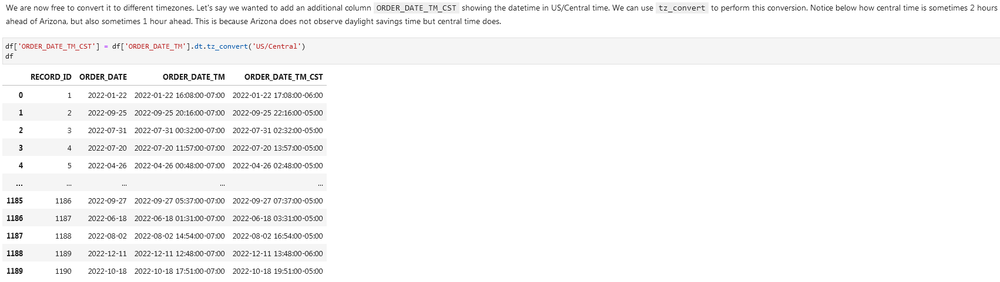 We are now free to convert it to different timezones. Let's say we wanted to add an additional column ORDER_DATE_TM_CST showing the datetime in US/Central time. We can use tz_convert to perform this conversion. Notice below how central time is sometimes 2 hours
ahead of Arizona, but also sometimes 1 hour ahead. This is because Arizona does not observe daylight savings time but central time does.
df['ORDER_DATE_TM_CST'] = df['ORDER_DATE_TM'].dt.tz_convert('US/Central')
df
RECORD_ID ORDER_DATE ORDER_DATE_TM ORDER_DATE_TM_CST
0 1 2022-01-22 2022-01-22 16:08:00-07:00 2022-01-22 17:08:00-06:00
1 2 2022-09-25 2022-09-25 20:16:00-07:00 2022-09-25 22:16:00-05:00
2 3 2022-07-31 2022-07-31 00:32:00-07:00 2022-07-31 02:32:00-05:00
3 4 2022-07-20 2022-07-20 11:57:00-07:00 2022-07-20 13:57:00-05:00
4 5 2022-04-26 2022-04-26 00:48:00-07:00 2022-04-26 02:48:00-05:00
... ... ... ... ...
1185 1186 2022-09-27 2022-09-27 05:37:00-07:00 2022-09-27 07:37:00-05:00
1186 1187 2022-06-18 2022-06-18 01:31:00-07:00 2022-06-18 03:31:00-05:00
1187 1188 2022-08-02 2022-08-02 14:54:00-07:00 2022-08-02 16:54:00-05:00
1188 1189 2022-12-11 2022-12-11 12:48:00-07:00 2022-12-11 13:48:00-06:00
1189 1190 2022-10-18 2022-10-18 17:51:00-07:00 2022-10-18 19:51:00-05:00